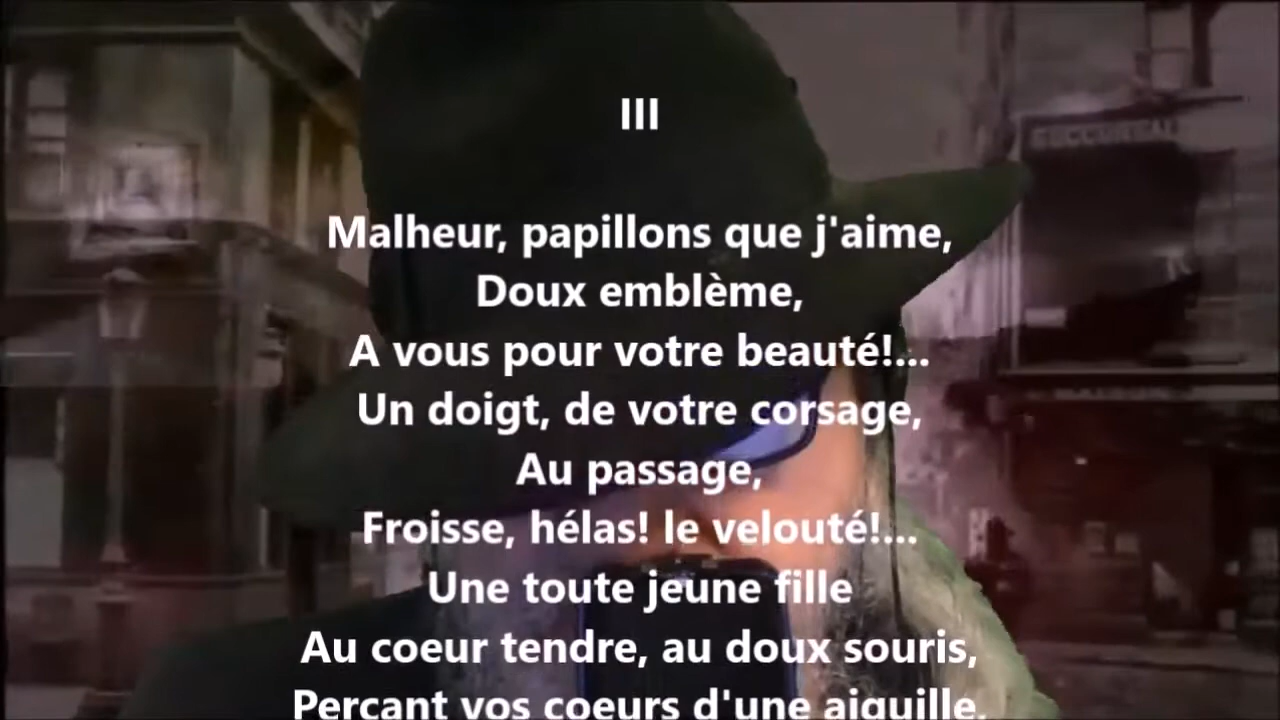 III
Malheur, papillons que j'aime,
Doux emblème,
A vous pour votre beauté!...
Un doigt, de votre corsage,
Au passage,
Froisse, hélas! le velouté!...
Une toute jeune fille
Au coeur tendre, au doux souris,
Perçant vos coeurs d'une aiguille,